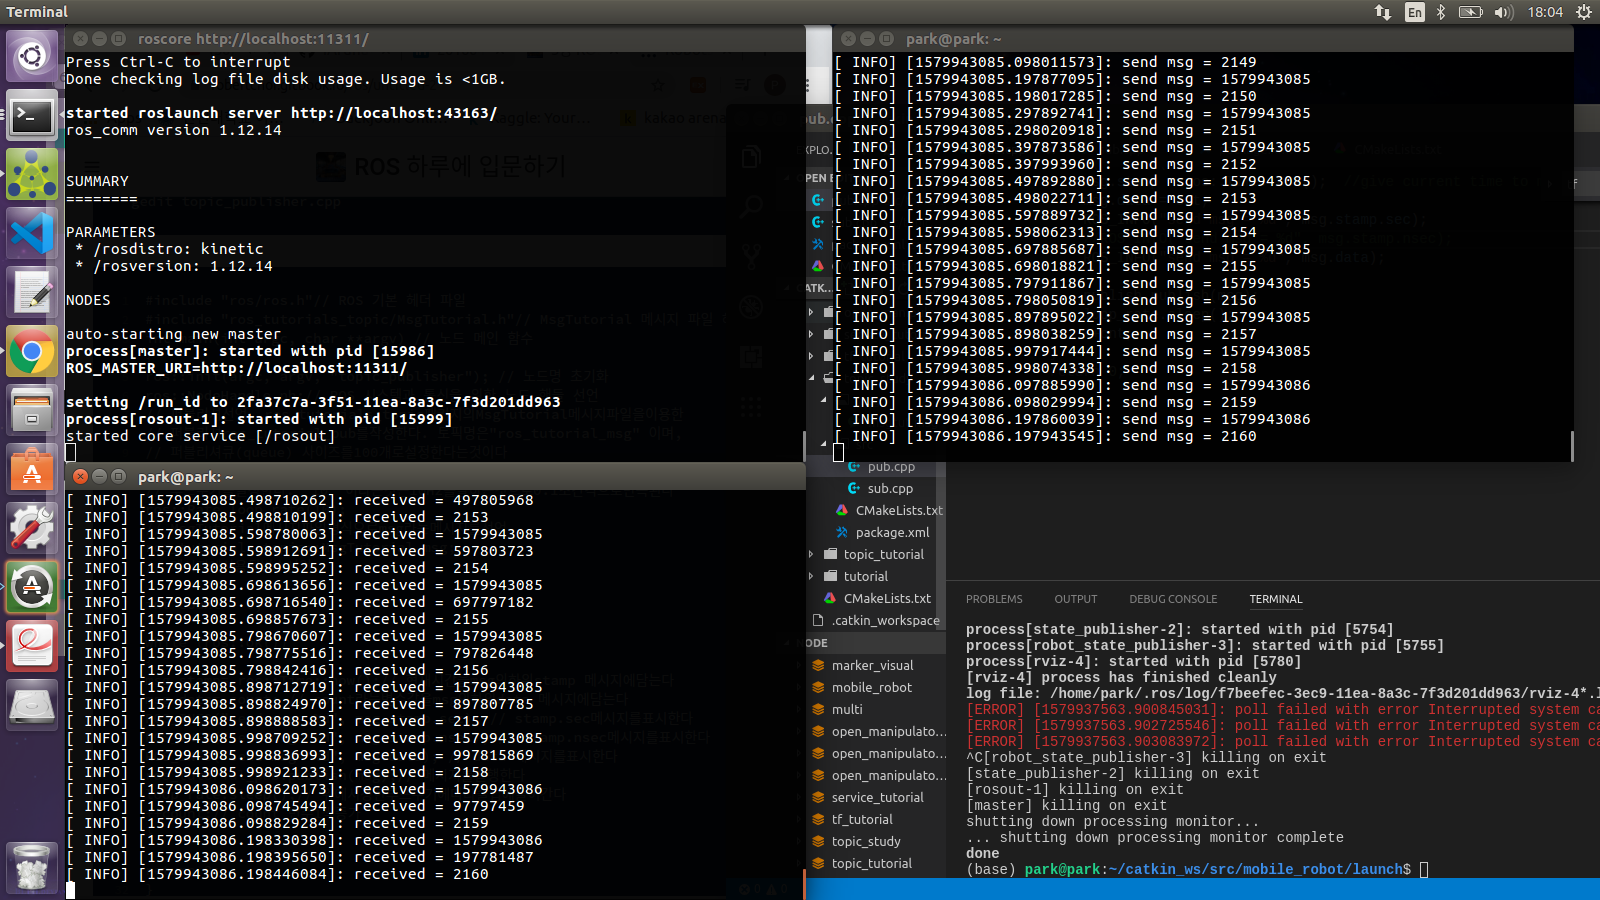 Terminal
En
18:04
roscore http://localhost:11311/
Press Ctrl-C to interrupt
Done checking log file disk usage. Usage is <1GB.
started roslaunch server http://localhost:43163/
ros_comm version 1.12.14
ROS 하루에 입문하기
SUMMARY
========
PARAMETERS
* /rosdistro: kinetic
* /rosversion: 1.12.14
NODES
auto-starting new master
process[master]: started with pid [15986]
ROS_MASTER_URI=http://localhost:11311/
setting /run_id to 2fa37c7a-3f51-11ea-8a3c-7f3d201dd963
process[rosout-1]: started with pid [15999]
started core service [/rosout]
park@park: ~
[ INFO] [1579943085.098011573]: send msg = 2149
[ INFO] [1579943085.197877095]: send msg = 1579943085
[ INFO] [1579943085.198017285]: send msg = 2150
[ INFO] [1579943085.297892741]: send msg = 1579943085
[ INFO] [1579943085.298020918]: send msg = 2151
[ INFO] [1579943085.397873586]: send msg = 1579943085
[ INFO] [1579943085.397993960]: send msg = 2152
[ INFO] [1579943085.497892880]: send msg = 1579943085
[ INFO] [1579943085.498022711]: send msg = 2153
[ INFO] [1579943085.597889732]: send msg = 1579943085
[ INFO] [1579943085.598062313]: send msg = 2154
[ INFO] [1579943085.697885687]: send msg = 1579943085
[ INFO] [1579943085.698018821]: send msg = 2155
[ INFO] [1579943085.797911867]: send msg = 1579943085
[ INFO] [1579943085.798050819]: send msg = 2156
[ INFO] [1579943085.897895022]: send msg = 1579943085
[ INFO] [1579943085.898038259]: send msg = 2157
[ INFO] [1579943085.997917444]: send msg = 1579943085
[ INFO] [1579943085.998074338]: send msg = 2158
[ INFO] [1579943086.097885990]: send msg = 1579943086
[ INFO] [1579943086.098029994]: send msg = 2159
[ INFO] [1579943086.197860039]: send msg = 1579943086
[ INFO] [1579943086.197943545]: send msg = 2160
park@park: ~
[ INFO] [1579943085.498710262]: received = 497805968
[ INFO] [1579943085.498810199]: received = 2153
[ INFO] [1579943085.598780063]: received = 1579943085
[ INFO] [1579943085.598912691]: received = 597803723
[ INFO] [1579943085.598995252]: received = 2154
[ INFO] [1579943085.698613656]: received = 1579943085
[ INFO] [1579943085.698716540]: received = 697797182
[ INFO] [1579943085.698857673]: received = 2155
[ INFO] [1579943085.798670607]: received = 1579943085
[ INFO] [1579943085.798775516]: received = 797826448
[ INFO] [1579943085.798842416]: received = 2156
[ INFO] [1579943085.898712719]: received = 1579943085
[ INFO] [1579943085.898824970]: received = 897807785
[ INFO] [1579943085.898888583]: received = 2157
[ INFO] [1579943085.998709252]: received = 1579943085
[ INFO] [1579943085.998836993]: received = 997815869
[ INFO] [1579943085.998921233]: received = 2158
[ INFO] [1579943086.098620173]: received = 1579943086
[ INFO] [1579943086.098745494]: received = 97797459
[ INFO] [1579943086.098829284]: received = 2159
[ INFO] [1579943086.198330398]: received = 1579943086
[ INFO] [1579943086.198395650]: received = 197781487
[ INFO] [1579943086.198446084]: received = 2160
pub.cpp
sub.cpp
CMakeLists.txt
package.xml
topic_tutorial
tutorial
CMakeLists.txt
.catkin_workspace
marker_visual
mobile_robot
multi
open_manipulato...
open_manipulato...
open_manipulato...
service_tutorial
tf_tutorial
topic_study
topic_tutorial
PROBLEMS
OUTPUT
DEBUG CONSOLE
TERMINAL
process[state_publisher-2]: started with pid [5754]
process[robot_state_publisher-3]: started with pid [5755]
process[rviz-4]: started with pid [5780]
[rviz-4] process has finished cleanly
log file: /home/park/.ros/log/f7beefec-3ec9-11ea-8a3c-7f3d201dd963/rviz-4*.l
[ERROR] [1579937563.900845031]: poll failed with error Interrupted system ca
[ERROR] [1579937563.902725546]: poll failed with error Interrupted system ca
[ERROR] [1579937563.903083972]: poll failed with error Interrupted system ca
^C[robot_state_publisher-3] killing on exit
[state_publisher-2] killing on exit
[rosout-1] killing on exit
[master] killing on exit
shutting down processing monitor...
... shutting down processing monitor complete
done
(base) park@park:~/catkin_ws/src/mobile_robot/launch$